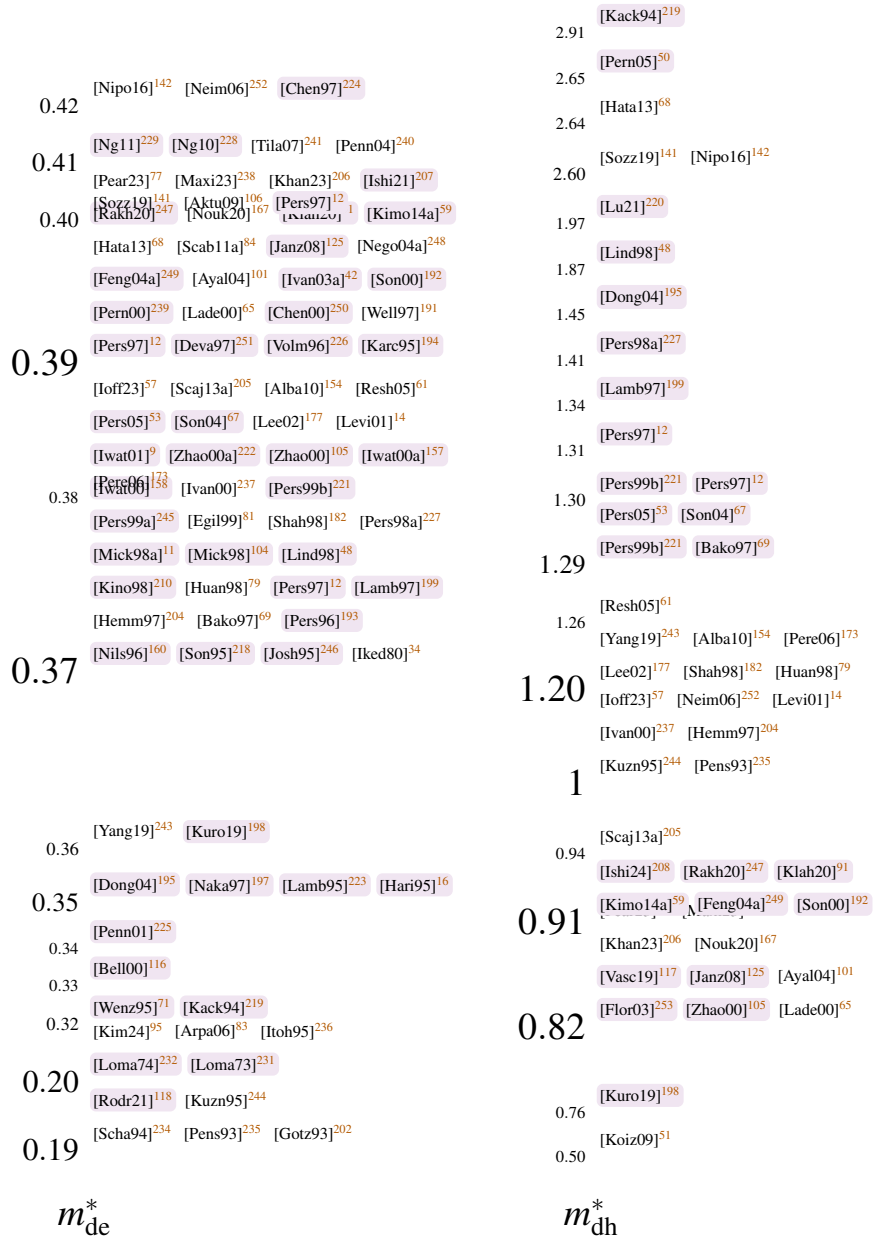 0.42 [Nipo16]142 [Neim06]252 [Chen97]224
0.41 [Ng11]229 [Ng10]228 [Tila07]241 [Penn04]240
[Pear23]77 [Maxi23]238 [Khan23]206 [Ishi21]207
[Sozz19]141 [Aktu09]106 [Pers97]12
0.40 [Rakh20]247 [Nouk20]167 [Kimo14a]59
[Hata13]68 [Scab11a]84 [Janz08]125 [Nego04a]248
[Feng04a]249 [Ayal04]101 [Ivan03a]42 [Son00]192
[Pern00]239 [Lade00]65 [Chen00]250 [Well97]191
0.39 [Pers97]12 [Deva97]251 [Volm96]226 [Karc95]194
[Ioff23]57 [Scaj13a]205 [Alba10]154 [Resh05]61
[Pers05]53 [Son04]67 [Lee02]177 [Levi01]14
[Iwat01]9 [Zhao00a]222 [Zhao00]105 [Iwat00a]157
[Pere06]173
0.38 [Iwat00]158 [Ivan00]237 [Pers99b]221
[Pers99a]245 [Egil99]81 [Shah98]182 [Pers98a]227
[Mick98a]11 [Mick98]104 [Lind98]48
[Kino98]210 [Huan98]79 [Pers97]12 [Lamb97]199
[Hemm97]204 [Bako97]69 [Pers96]193
0.37 [Nils96]160 [Son95]218 [Josh95]246 [Iked80]34
0.36 [Yang19]243 [Kuro19]198
0.35 [Dong04]195 [Naka97]197 [Lamb95]223 [Hari95]16
0.34 [Penn01]225
0.33 [Bell00]116
[Wenz95]71 [Kack94]219
0.32 [Kim24]95 [Arpa06]83 [Itoh95]236
0.20 [Loma74]232 [Loma73]231
[Rodr21]118 [Kuzn95]244
0.19 [Scha94]234 [Pens93]235 [Gotz93]202
m*de
2.91 [Kack94]219
2.65 [Pern05]50
2.64 [Hata13]68
2.60 [Sozz19]141 [Nipo16]142
1.97 [Lu21]220
1.87 [Lind98]48
1.45 [Dong04]195
1.41 [Pers98a]227
1.34 [Lamb97]199
1.31 [Pers97]12
1.30 [Pers99b]221 [Pers97]12
[Pers05]53 [Son04]67
1.29 [Pers99b]221 [Bako97]69
1.26 [Resh05]61
[Yang19]243 [Alba10]154 [Pere06]173
[Lee02]177 [Shah98]182 [Huan98]79
1.20 [Ioff23]57 [Neim06]252 [Levi01]14
[Ivan00]237 [Hemm97]204
1 [Kuzn95]244 [Pens93]235
0.94 [Scaj13a]205
[Ishi24]208 [Rakh20]247 [Klah20]91
0.91 [Kimo14a]59 [Feng04a]249 [Son00]192
[Khan23]206 [Nouk20]167
[Vasc19]117 [Janz08]125 [Ayal04]101
0.82 [Flor03]253 [Zhao00]105 [Lade00]65
0.76 [Kuro19]198
0.50 [Koiz09]51
m*dh